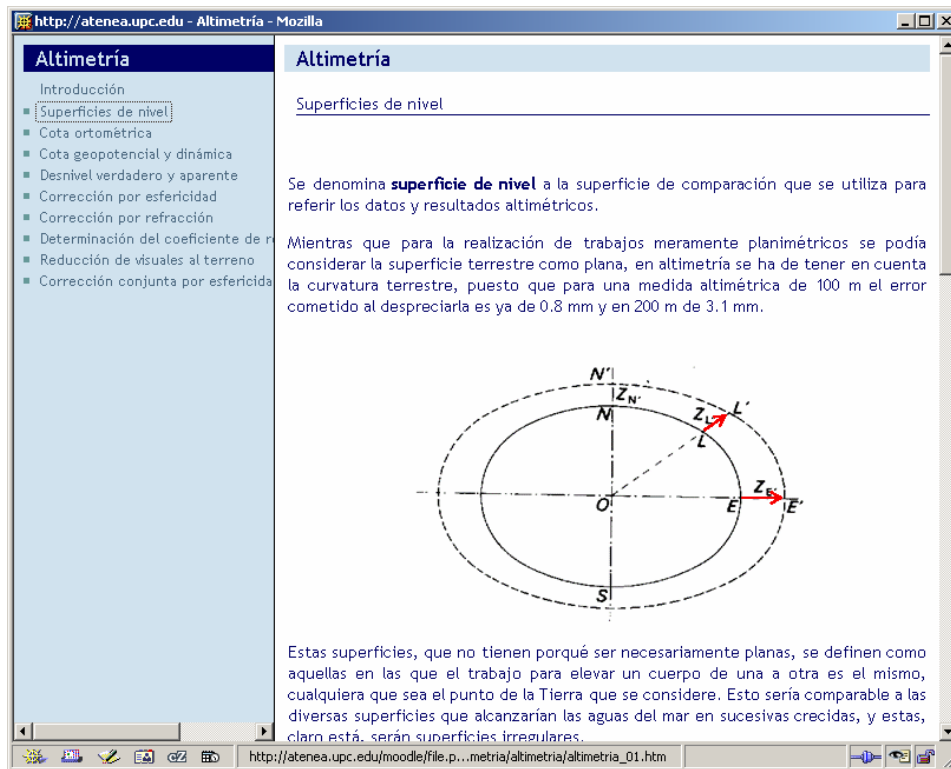 http://atenea.upc.edu - Altimetría - Mozilla
Altimetría
Introducción
Superficies de nivel
Cota ortométrica
Cota geopotencial y dinámica
Desnivel verdadero y aparente
Corrección por esfericidad
Corrección por refracción
Determinación del coeficiente de r
Reducción de visuales al terreno
Corrección conjunta por esfericida
Altimetría
Superficies de nivel
Se denomina superficie de nivel a la superficie de comparación que se utiliza para
referir los datos y resultados altimétricos.
Mientras que para la realización de trabajos meramente planimétricos se podía
considerar la superficie terrestre como plana, en altimetría se ha de tener en cuenta
la curvatura terrestre, puesto que para una medida altimétrica de 100 m el error
cometido al despreciarla es ya de 0.8 mm y en 200 m de 3.1 mm.
N'
Z N'
N
Z L'
L'
L
Z E'
O
E
E'
S
Estas superficies, que no tienen porqué ser necesariamente planas, se definen como
aquellas en las que el trabajo para elevar un cuerpo de una a otra es el mismo,
cualquiera que sea el punto de la Tierra que se considere. Esto sería comparable a las
diversas superficies que alcanzarían las aguas del mar en sucesivas crecidas, y estas,
claro está, serán superficies irregulares.
http://atenea.upc.edu/moodle/file.p...metria/altimetria/altimetria_01.htm